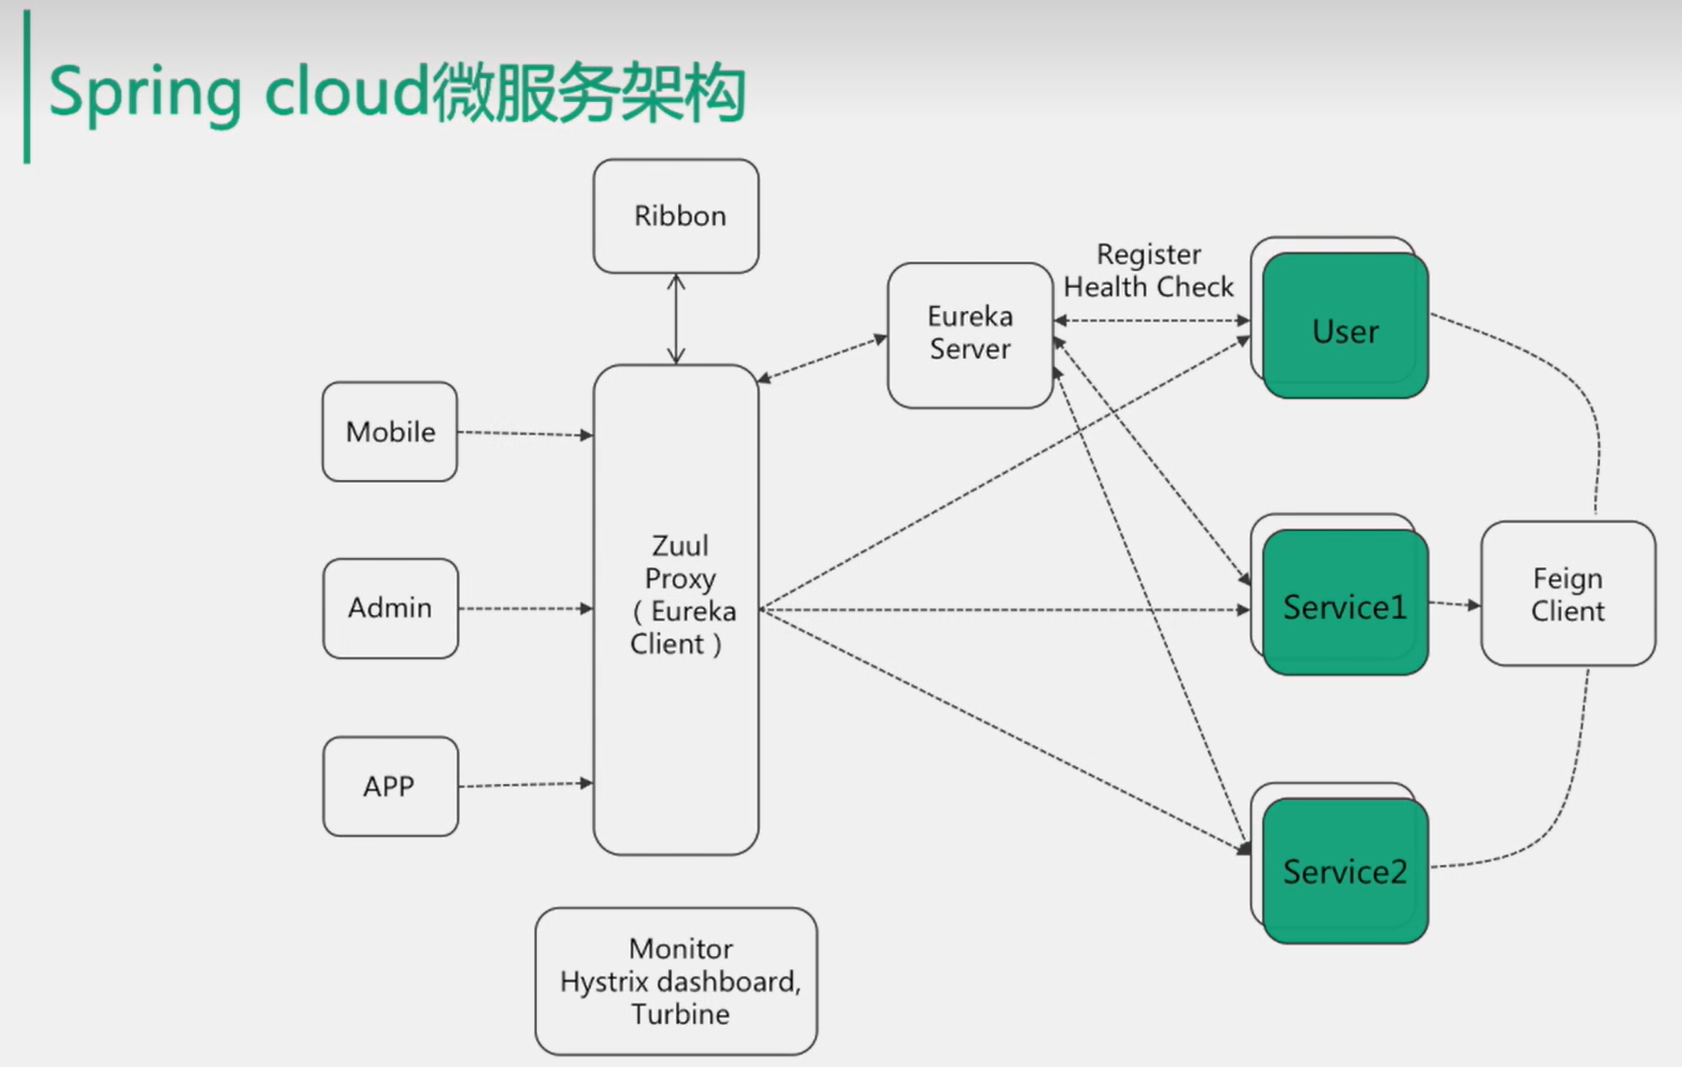 Spring cloud微服务架构
Ribbon
Register
Health Check
Eureka
Server
User
Mobile
Zuul
Proxy
（Eureka
Client）
Admin
Service1
Feign
Client
APP
Service2
Monitor
Hystrix dashboard,
Turbine